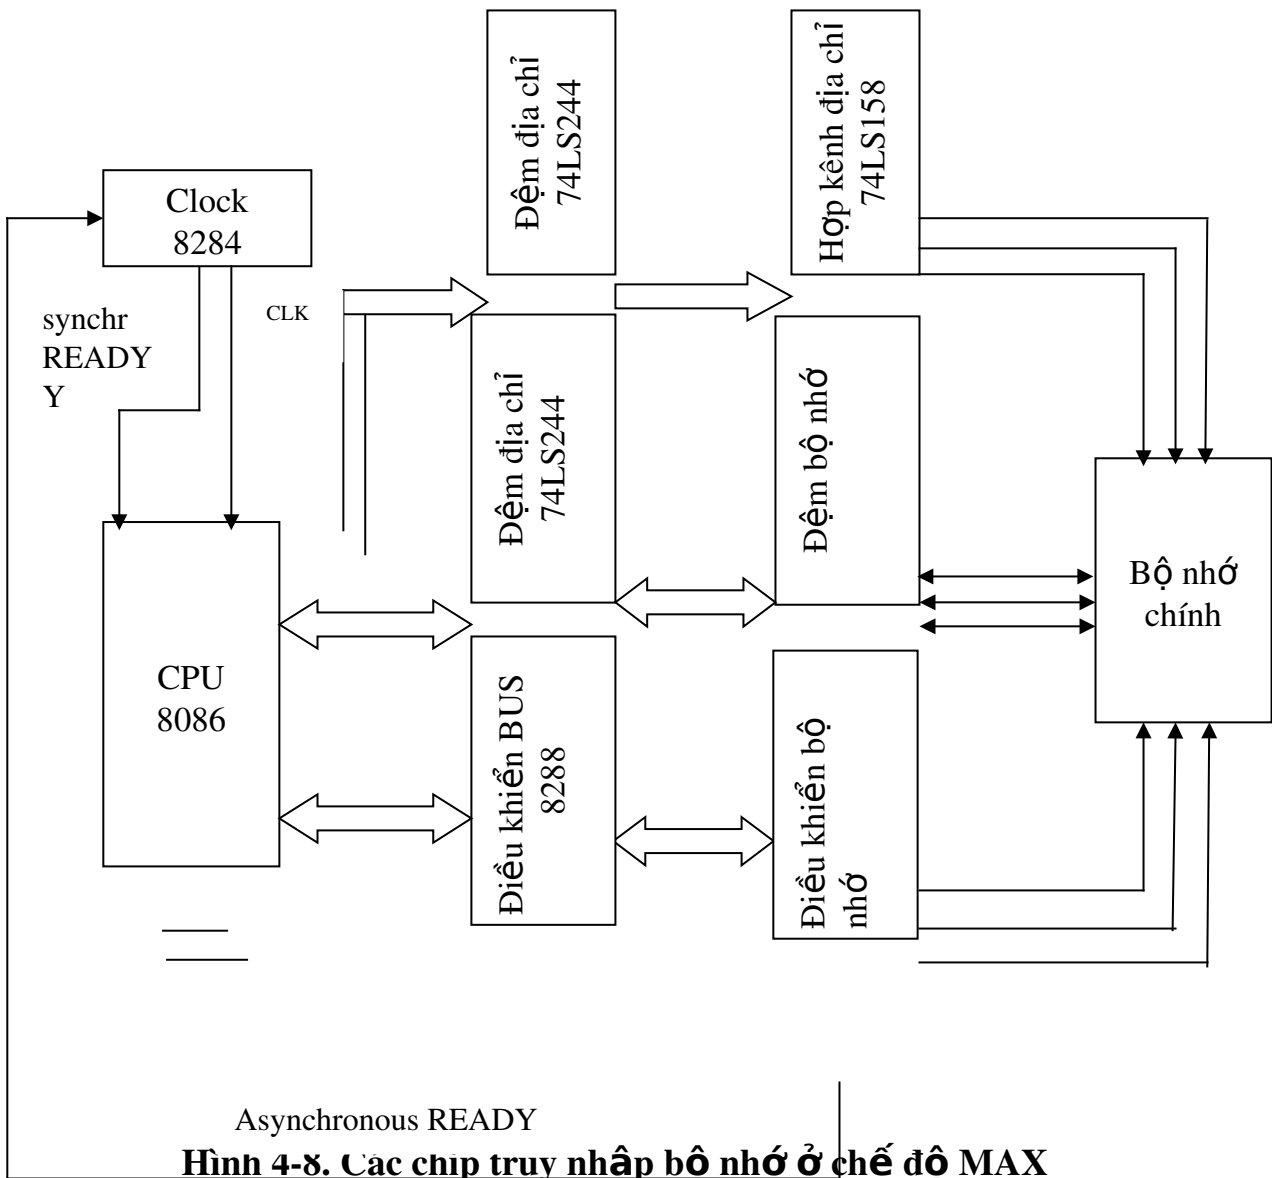 Đệm địa chỉ
74LS244
Hợp kênh địa chỉ
74LS158
Clock
8284
CLK
synchr
READY
Y
Đệm địa chỉ
74LS244
Đệm bộ nhớ
Bộ nhớ
chính
CPU
8086
Điều khiển BUS
8288
Điều khiển bộ
nhớ
Asynchronous READY
Hình 4-8. Các chip truy nhập bộ nhớ ở chế độ MAX